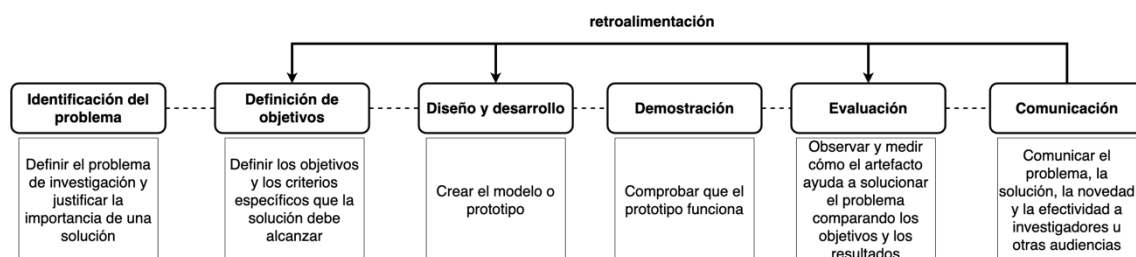 retroalimentación
Identificación del
problema
Definición de
objetivos
Diseño y desarrollo
Demostración
Evaluación
Comunicación
Definir el problema
de investigación y
justificar la
importancia de una
solución
Definir los objetivos
y los criterios
específicos que la
solución debe
alcanzar
Crear el modelo o
prototipo
Comprobar que el
prototipo funciona
Observar y medir
cómo el artefacto
ayuda a solucionar
el problema
comparando los
objetivos y los
resultados
Comunicar el
problema, la
solución, la novedad
y la efectividad a
investigadores u
otras audiencias